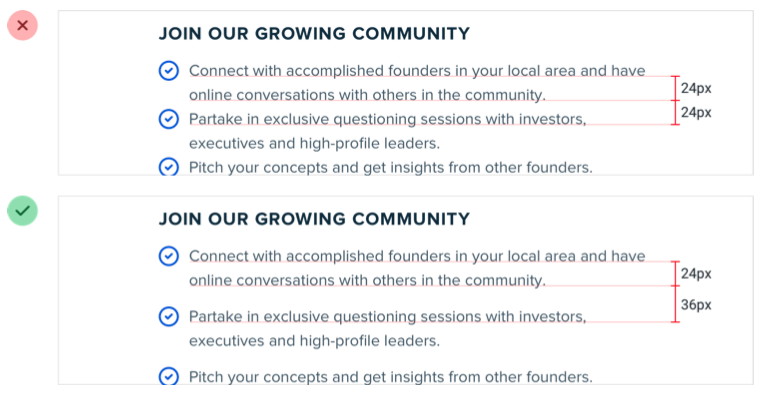 JOIN OUR GROWING COMMUNITY
Connect with accomplished founders in your local area and have
online conversations with others in the community.
24px
Partake in exclusive questioning sessions with investors,
24px
executives and high-profile leaders.
Pitch your concepts and get insights from other founders.
JOIN OUR GROWING COMMUNITY
Connect with accomplished founders in your local area and have
online conversations with others in the community.
24px
Partake in exclusive questioning sessions with investors,
36px
executives and high-profile leaders.
Pitch your concepts and get insights from other founders.